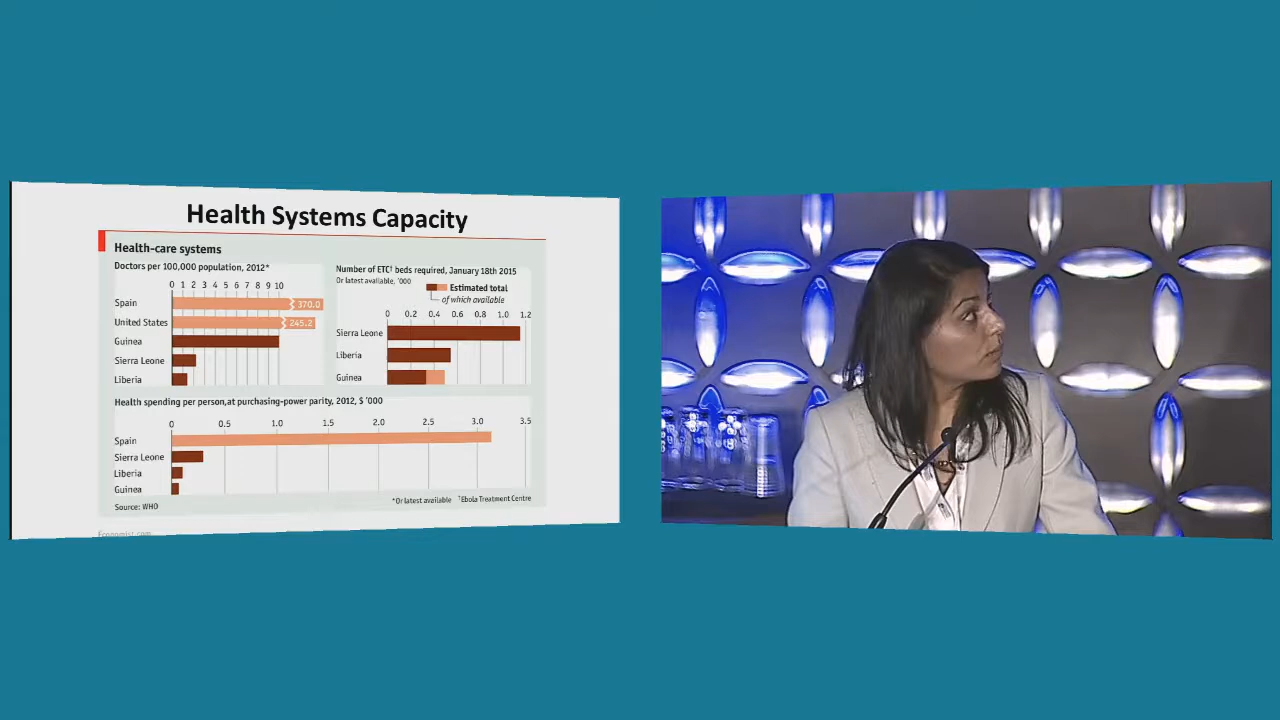 Health Systems Capacity
Health-care systems
Doctors per 100,000 population, 2012*
0 1 2 3 4 5 6 7 8 9 10
Spain 370.0
United States 245.2
Guinea
Sierra Leone
Liberia
Number of ETC† beds required, January 18th 2015
Or latest available, '000
Estimated total
of which available
0 0.2 0.4 0.6 0.8 1.0 1.2
Sierra Leone
Liberia
Guinea
Health spending per person, at purchasing-power parity, 2012, $ '000
0 0.5 1.0 1.5 2.0 2.5 3.0 3.5
Spain
Sierra Leone
Liberia
Guinea
Source: WHO
*Or latest available †Ebola Treatment Centre
Economist.com